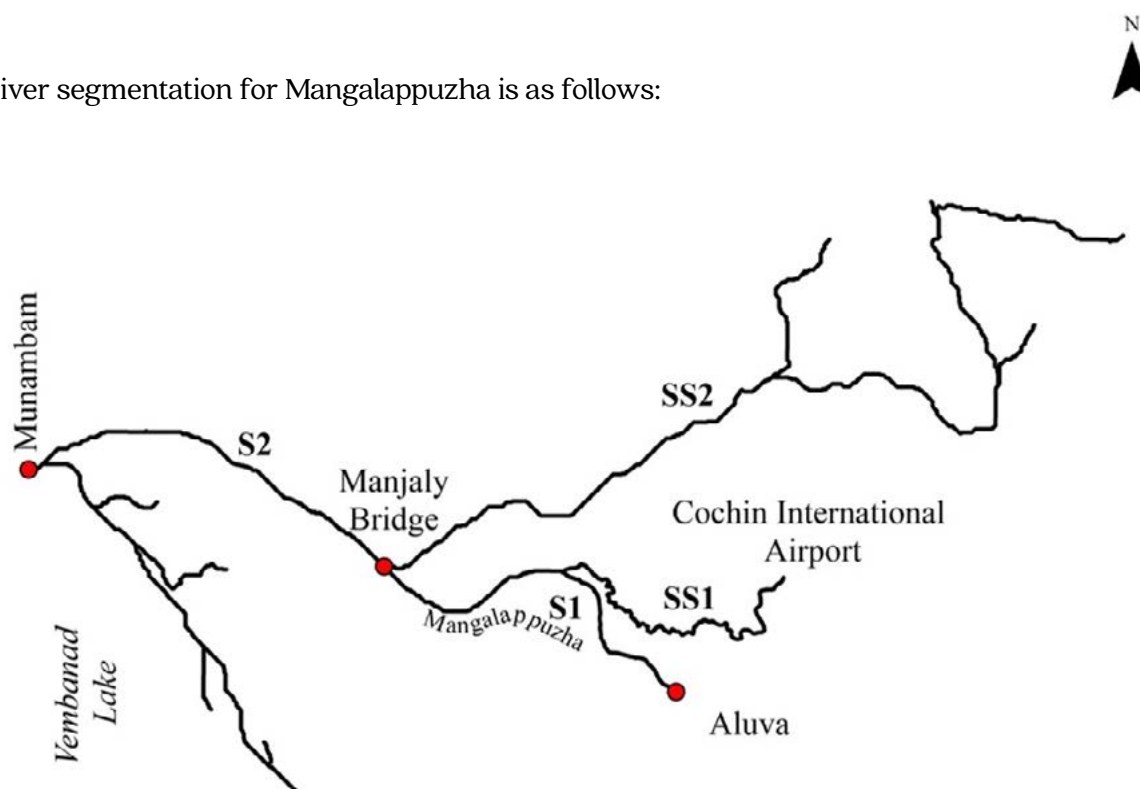 N
iver segmentation for Mangalappuzha is as follows:
Munambam
S2
SS2
Manjaly
Bridge
Cochin International
Airport
S1
SS1
Mangalappuzha
Vembanad
Lake
Aluva